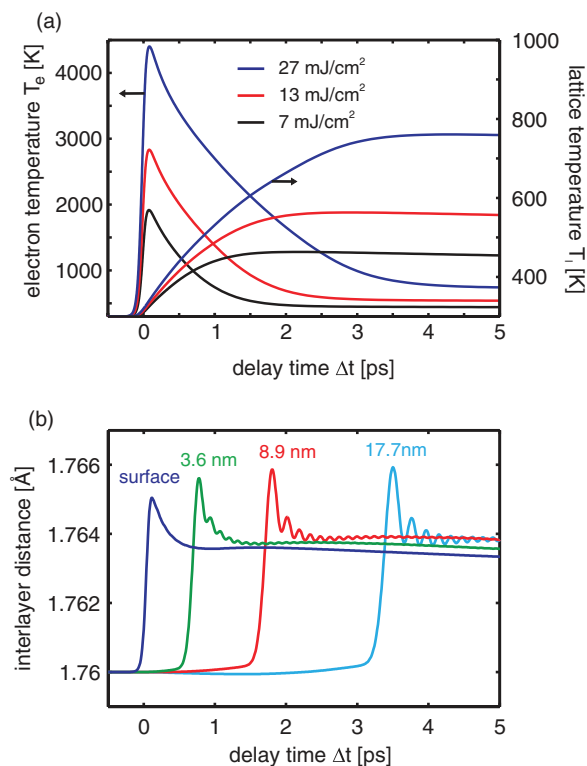 (a)
electron temperature Te [K]
4000
3000
2000
1000
27 mJ/cm²
13 mJ/cm²
7 mJ/cm²
1000
800
600
400
lattice temperature Tl [K]
0 1 2 3 4 5
delay time Δt [ps]
(b)
interlayer distance [Å]
1.766
1.764
1.762
1.76
surface
3.6 nm
8.9 nm
17.7nm
0 1 2 3 4 5
delay time Δt [ps]